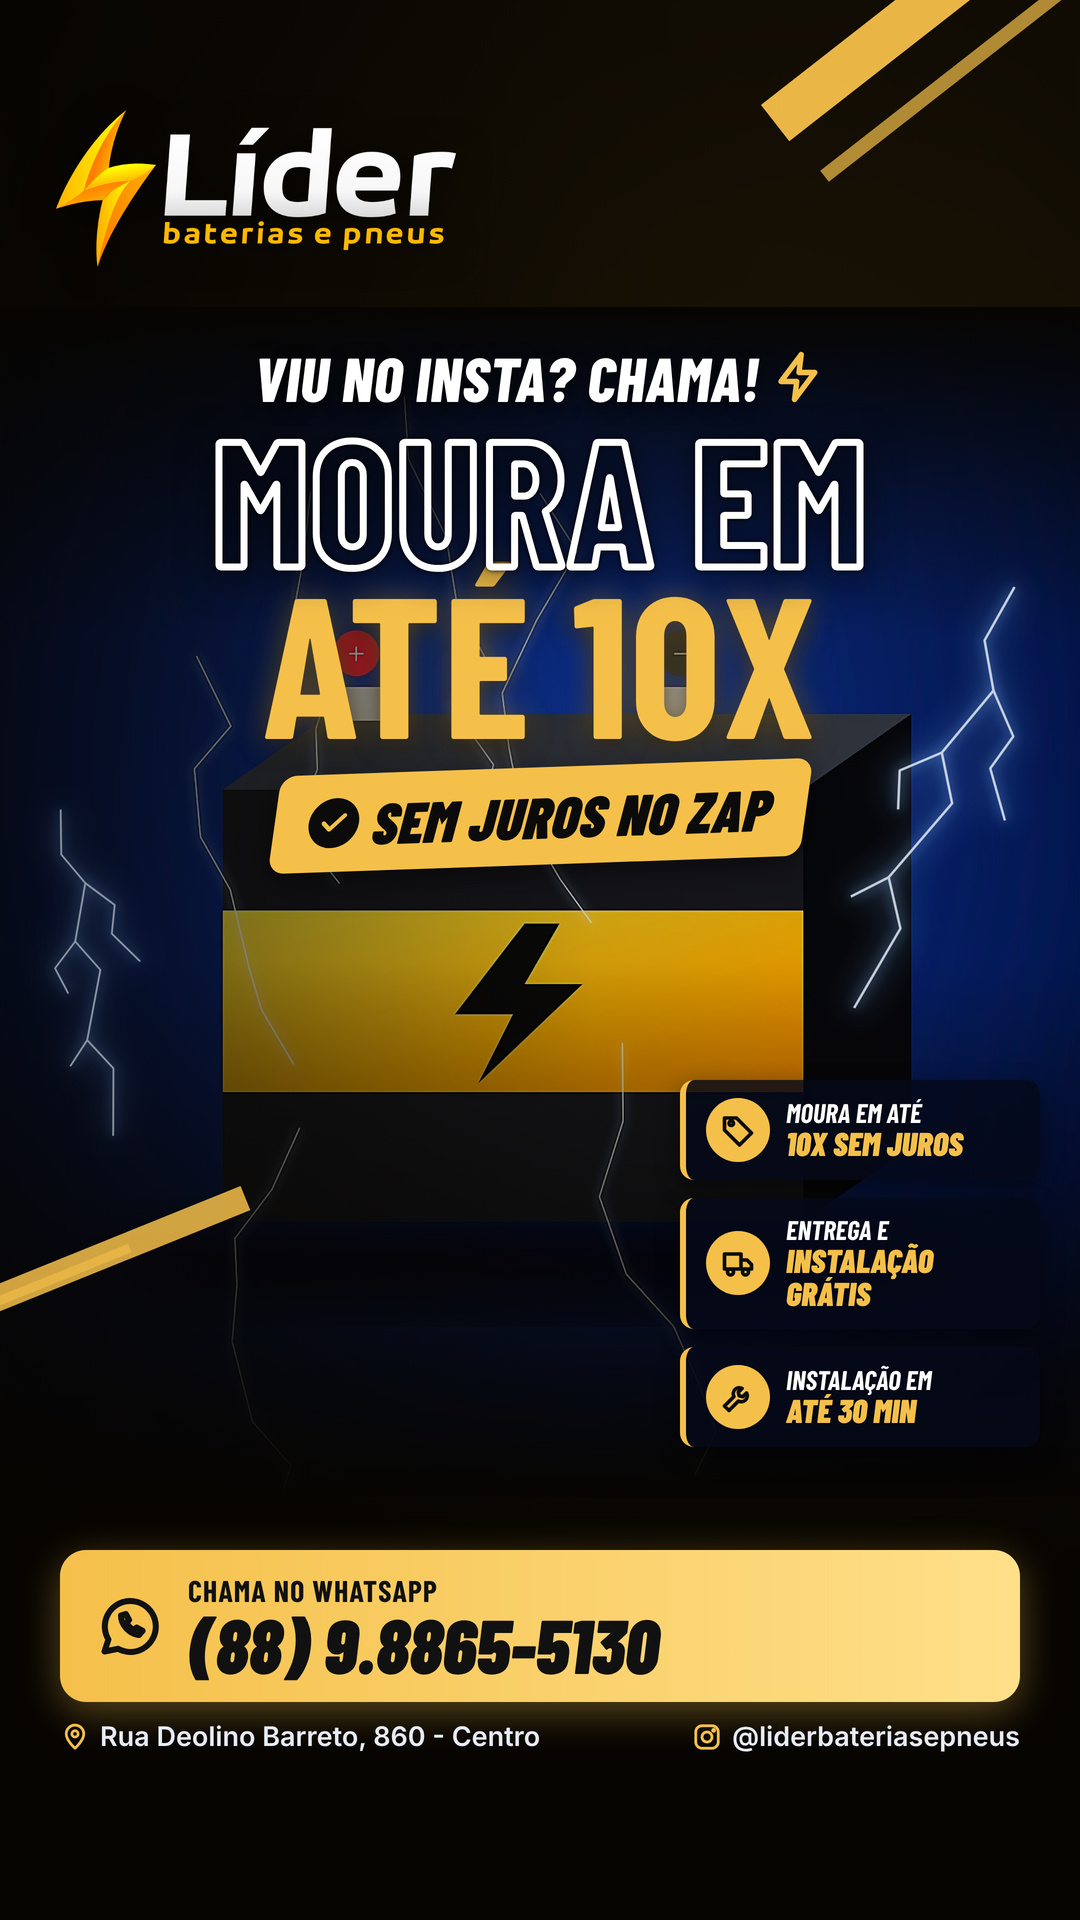 Líder
baterias e pneus
VIU NO INSTA? CHAMA!
MOURA EM
ATÉ 10X
SEM JUROS NO ZAP
MOURA EM ATÉ
10X SEM JUROS
ENTREGA E
INSTALAÇÃO
GRÁTIS
INSTALAÇÃO EM
ATÉ 30 MIN
CHAMA NO WHATSAPP
(88) 9.8865-5130
Rua Deolino Barreto, 860 - Centro
@liderbateriasepneus